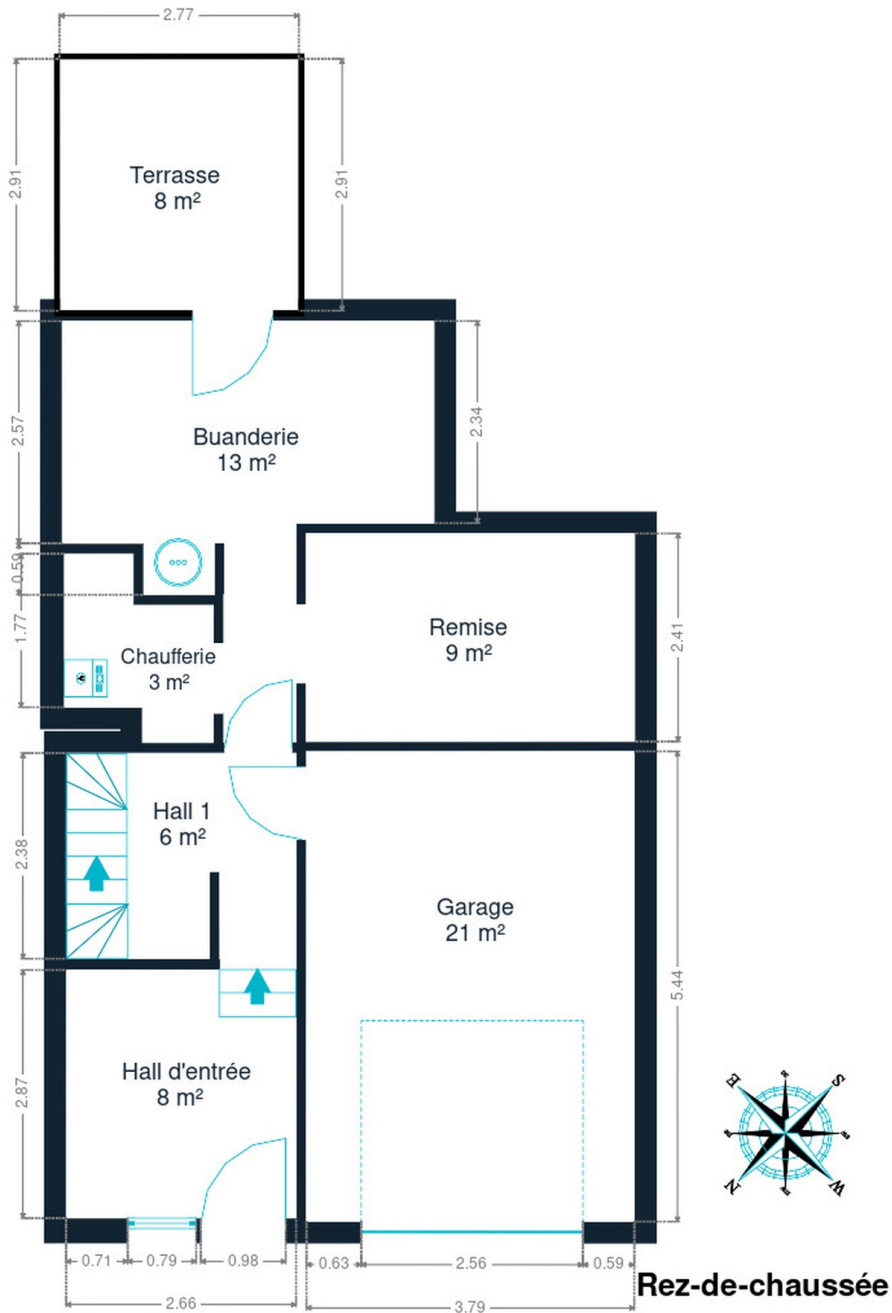 2.77
2.91
2.91
Terrasse
8 m²
2.57
2.34
Buanderie
13 m²
0.59
1.77
2.41
Remise
9 m²
Chaufferie
3 m²
2.38
Hall 1
6 m²
Garage
21 m²
5.44
2.87
Hall d'entrée
8 m²
E
S
N
W
0.71
0.79
0.98
0.63
2.56
0.59
2.66
3.79
Rez-de-chaussée